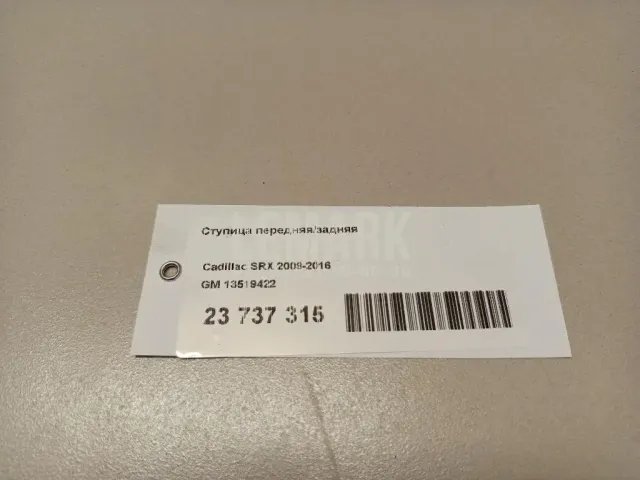 Ступица передняя/задняя
Cadillac SRX 2009-2016
GM 13519422
23 737 315